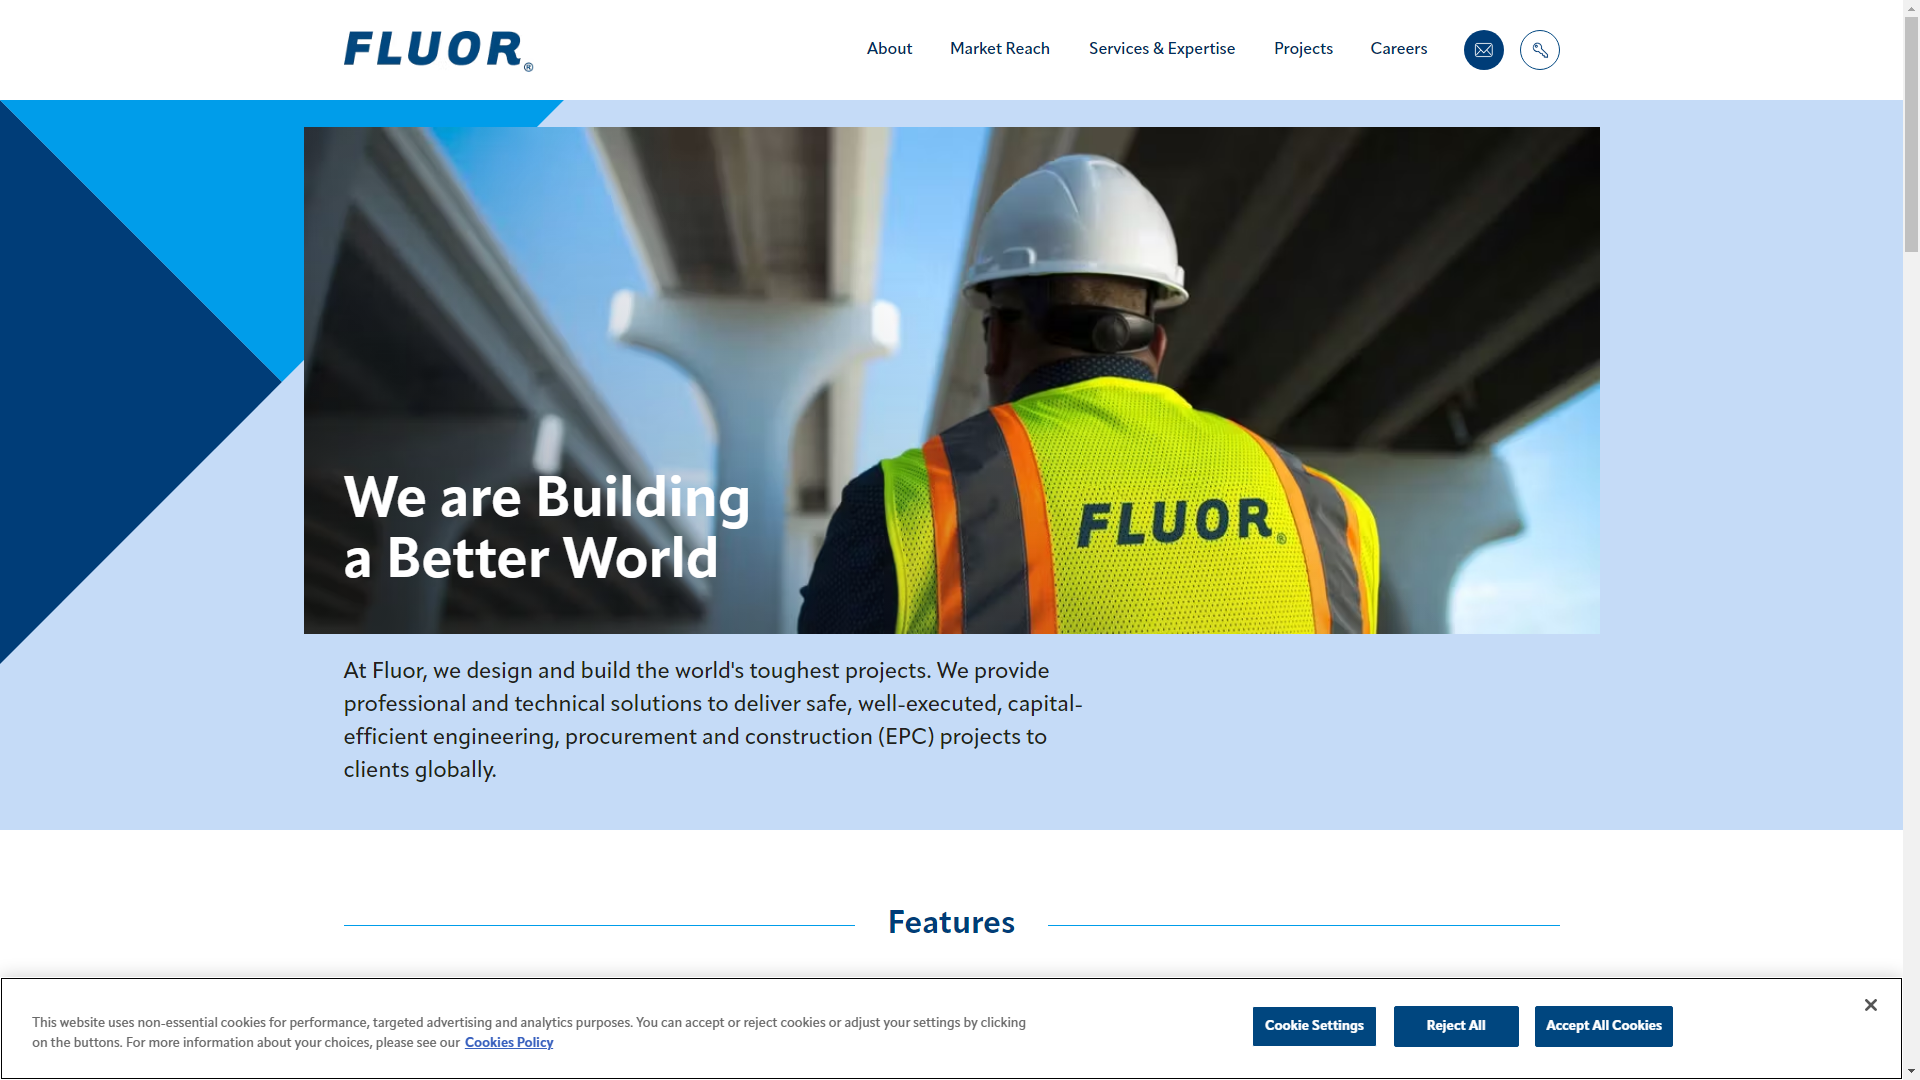 FLUOR®
About Market Reach Services & Expertise Projects Careers
FLUOR®
We are Building
a Better World
At Fluor, we design and build the world's toughest projects. We provide
professional and technical solutions to deliver safe, well-executed, capital-
efficient engineering, procurement and construction (EPC) projects to
clients globally.
Features
This website uses non-essential cookies for performance, targeted advertising and analytics purposes. You can accept or reject cookies or adjust your settings by clicking
on the buttons. For more information about your choices, please see our Cookies Policy
Cookie Settings
Reject All
Accept All Cookies